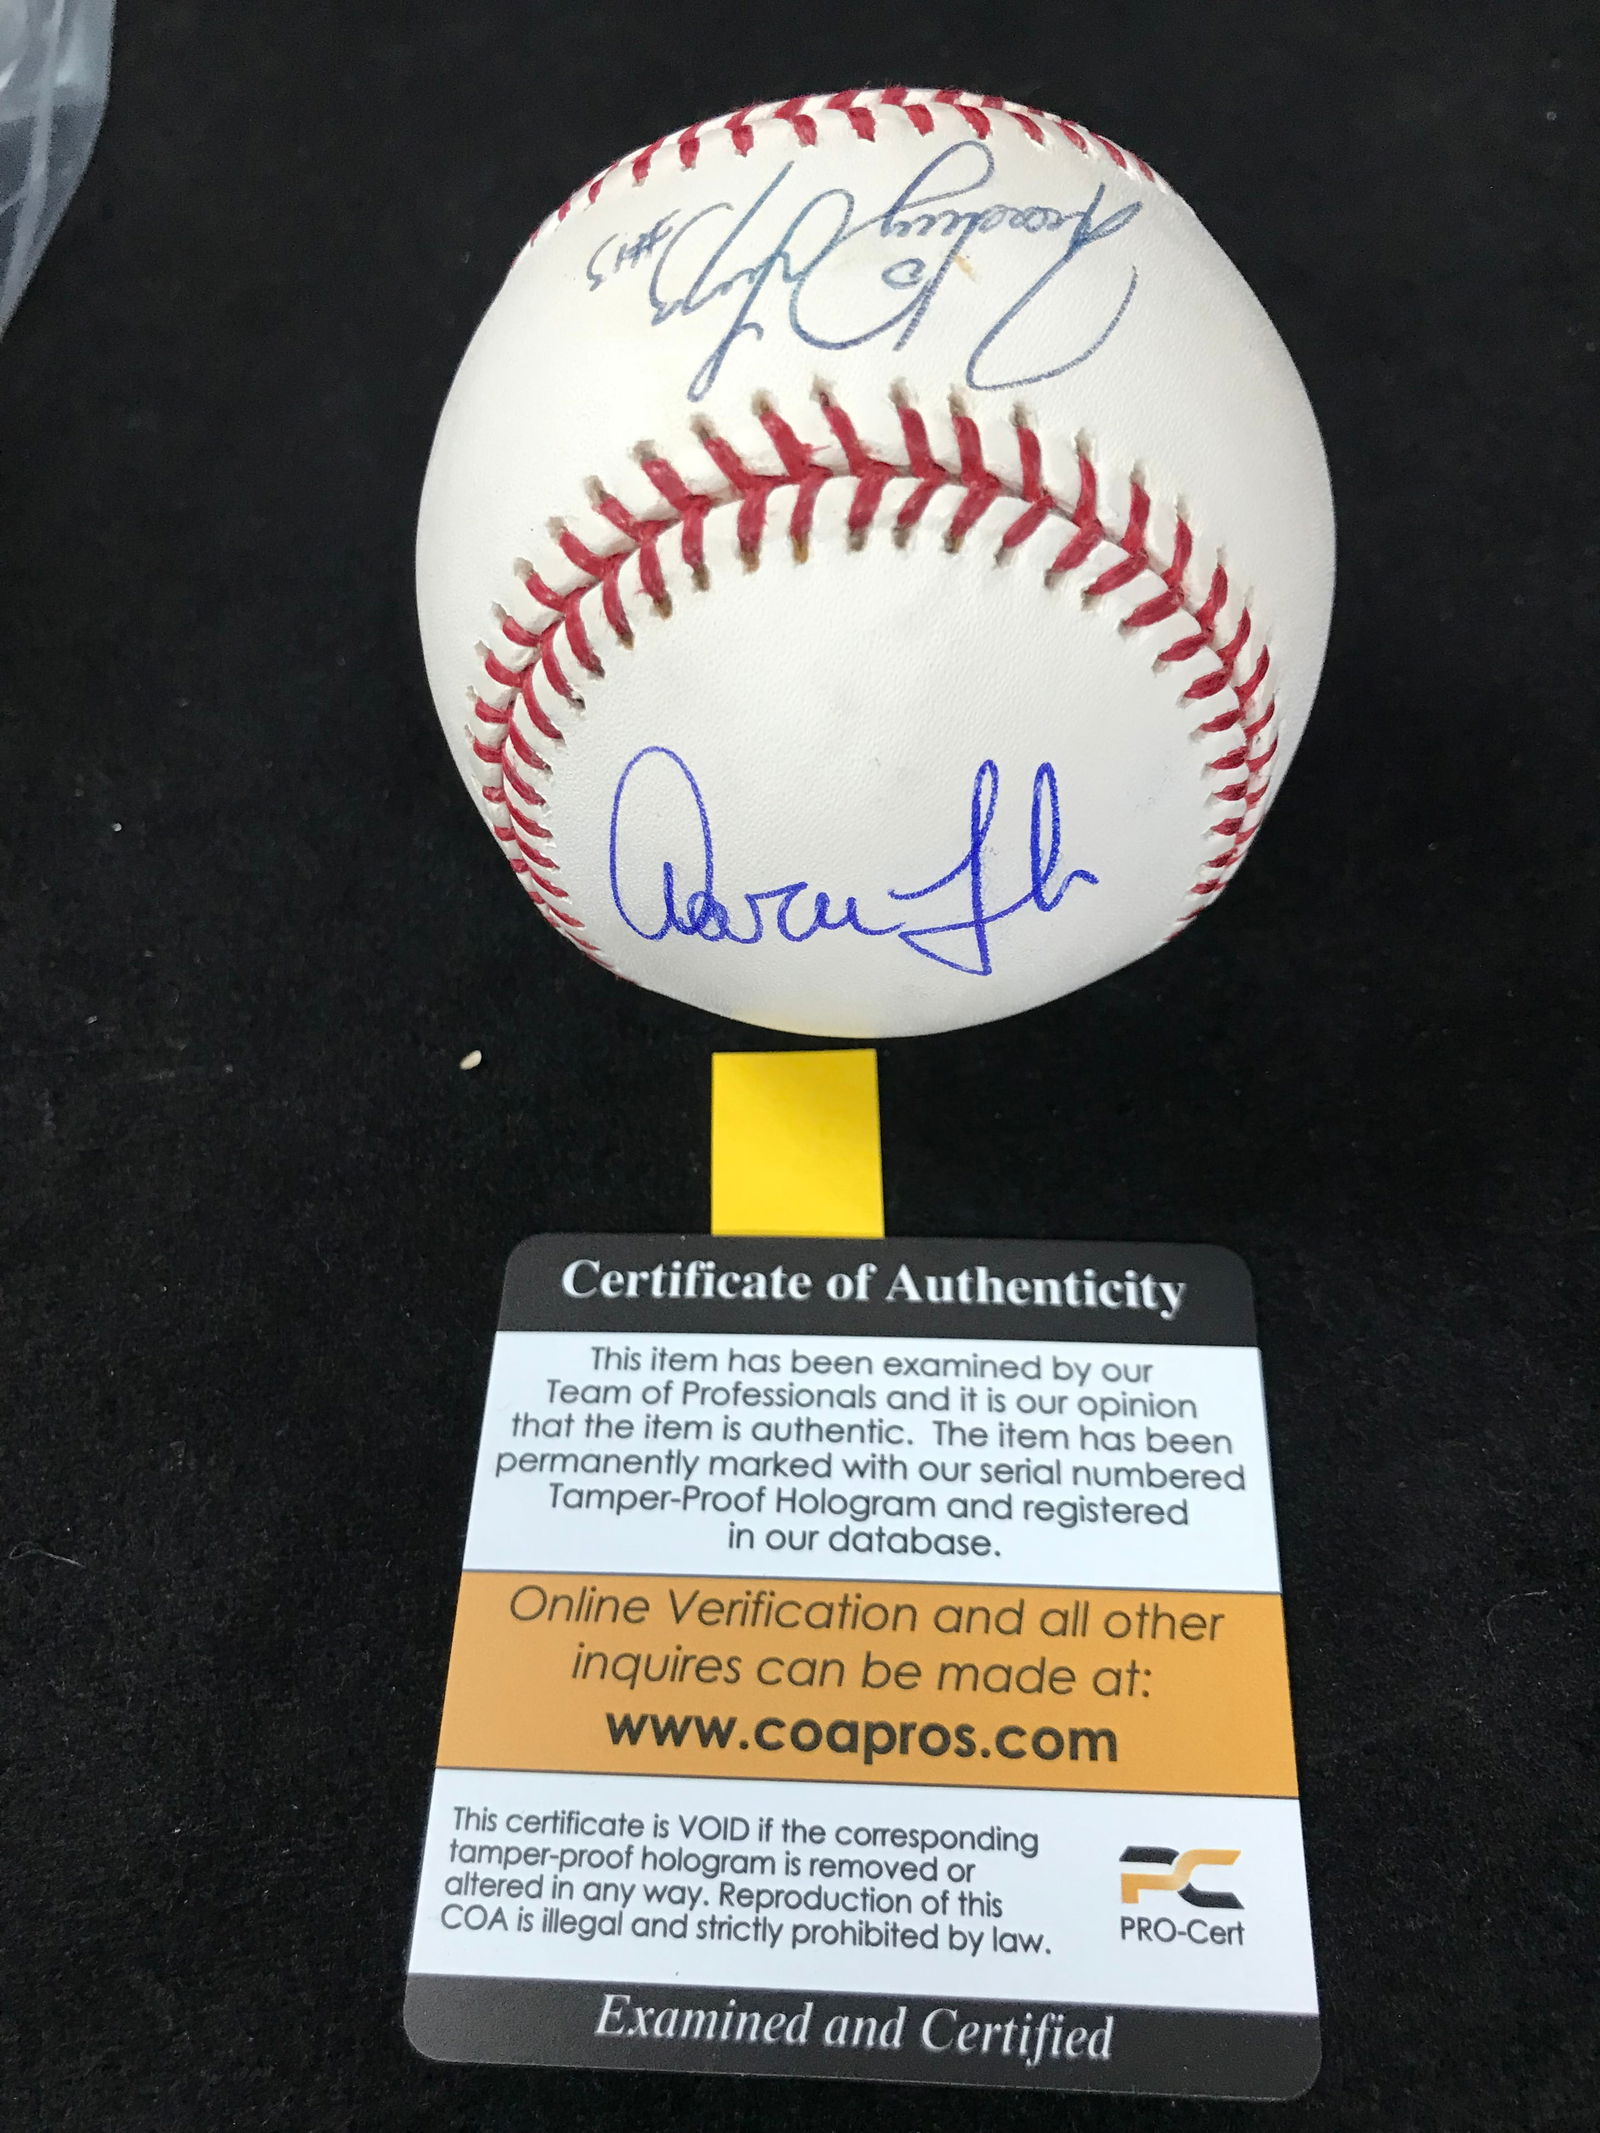 #13
Aaron
Certificate of Authenticity
This item has been examined by our
Team of Professionals and it is our opinion
that the item is authentic. The item has been
permanently marked with our serial numbered
Tamper-Proof Hologram and registered
in our database.
Online Verification and all other
inquires can be made at:
www.coapros.com
This certificate is VOID if the corresponding
tamper-proof hologram is removed or
altered in any way. Reproduction of this
COA is illegal and strictly prohibited by law.
PC
PRO-Cert
Examined and Certified